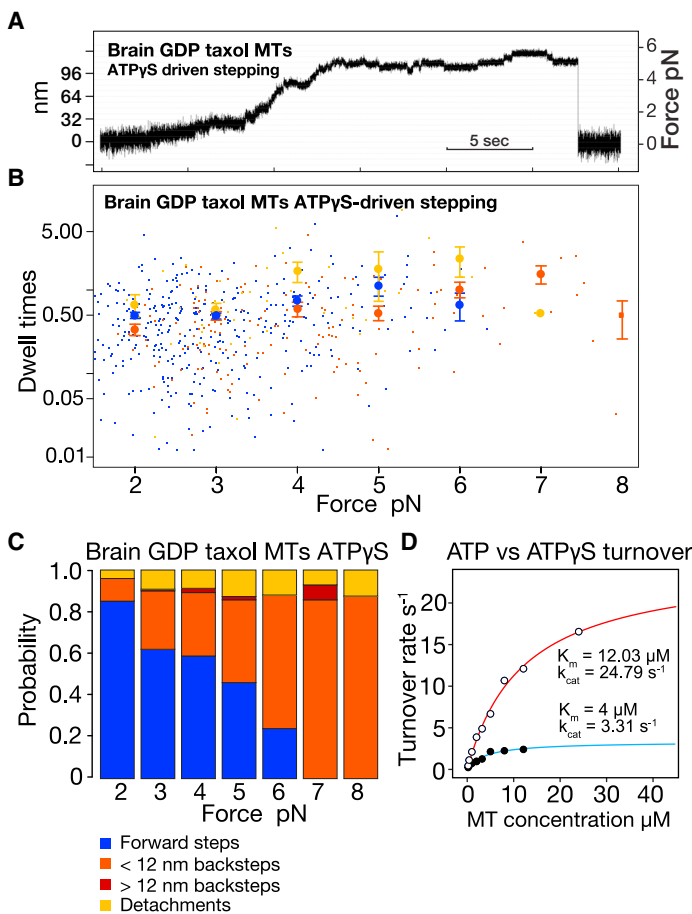 A
Brain GDP taxol MTs
ATPγS driven stepping
nm
96
64
32
0
Force pN
6
4
2
0
5 sec
B
Brain GDP taxol MTs ATPγS-driven stepping
Dwell times
5.00
0.50
0.05
0.01
2 3 4 5 6 7 8
Force pN
C
Brain GDP taxol MTs ATPγS
Probability
1.0
0.8
0.6
0.4
0.2
0
2 3 4 5 6 7 8
Force pN
Forward steps
< 12 nm backsteps
> 12 nm backsteps
Detachments
D
ATP vs ATPγS turnover
Turnover rate s⁻¹
20
15
10
5
0
Kₘ = 12.03 µM
k_cat = 24.79 s⁻¹
Kₘ = 4 µM
k_cat = 3.31 s⁻¹
0 10 20 30 40
MT concentration µM